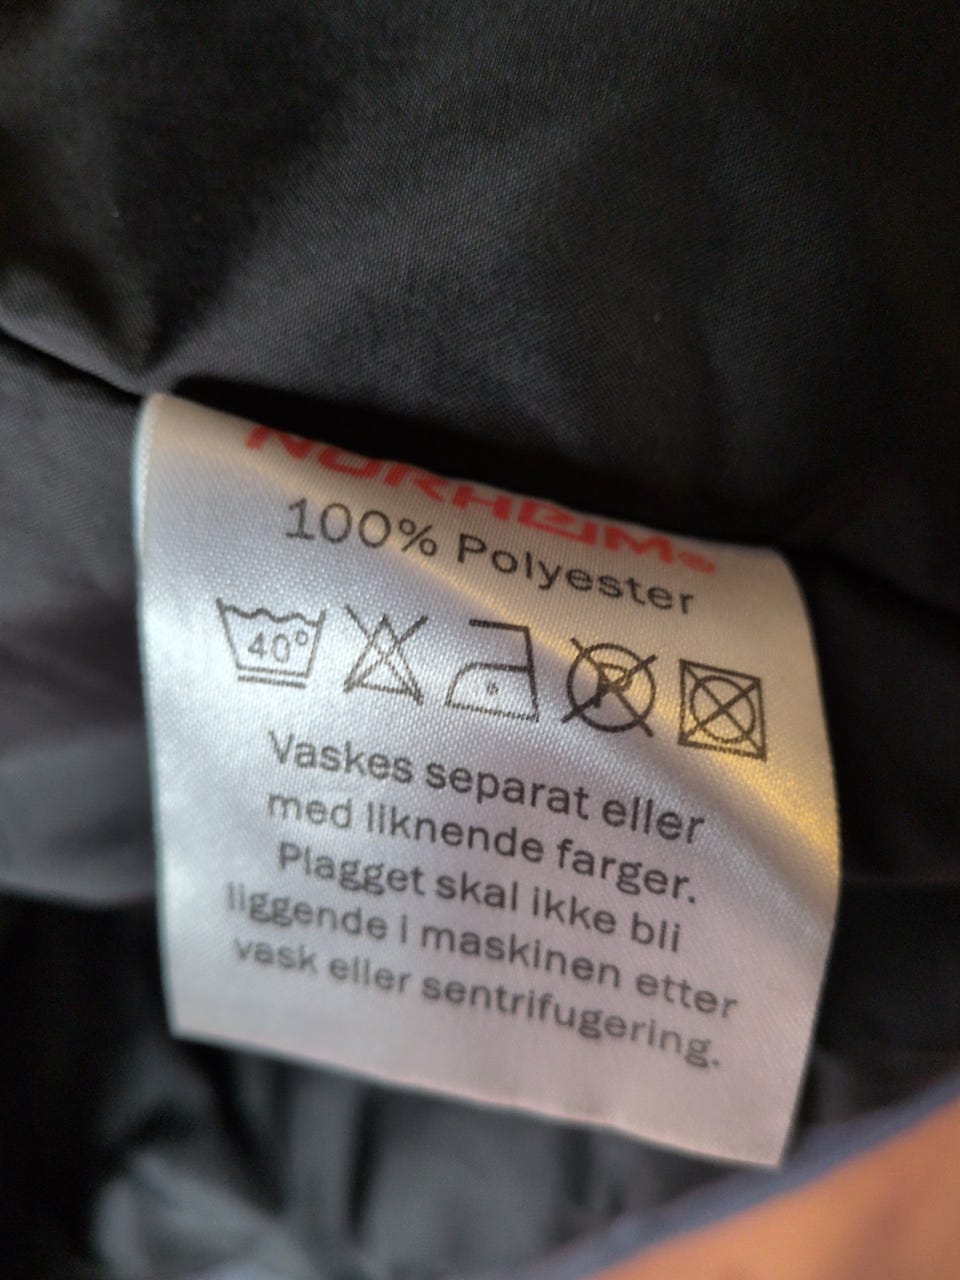 NORHEIM®
100% Polyester
40°
P
Vaskes separat eller
med liknende farger.
Plagget skal ikke bli
liggende i maskinen etter
vask eller sentrifugering.